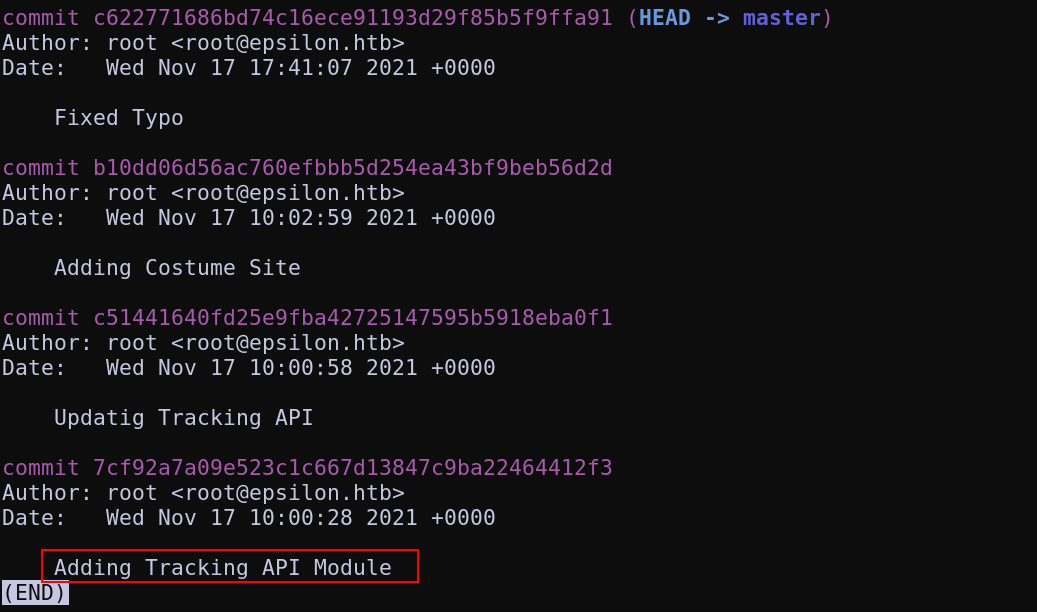 commit c622771686bd74c16ece91193d29f85b5f9ffa91 (HEAD -> master)
Author: root <root@epsilon.htb>
Date:   Wed Nov 17 17:41:07 2021 +0000
Fixed Typo
commit b10dd06d56ac760efbbb5d254ea43bf9beb56d2d
Author: root <root@epsilon.htb>
Date:   Wed Nov 17 10:02:59 2021 +0000
Adding Costume Site
commit c51441640fd25e9fba42725147595b5918eba0f1
Author: root <root@epsilon.htb>
Date:   Wed Nov 17 10:00:58 2021 +0000
Updatig Tracking API
commit 7cf92a7a09e523c1c667d13847c9ba22464412f3
Author: root <root@epsilon.htb>
Date:   Wed Nov 17 10:00:28 2021 +0000
Adding Tracking API Module
(END)